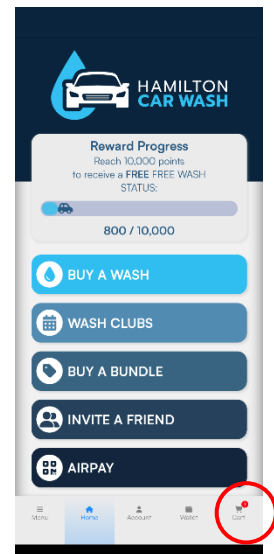 HAMILTON
CAR WASH
Reward Progress
Reach 10,000 points
to receive a FREE FREE WASH
STATUS:
800 / 10,000
BUY A WASH
WASH CLUBS
BUY A BUNDLE
INVITE A FRIEND
AIRPAY
Menu Home Account Wallet Cart